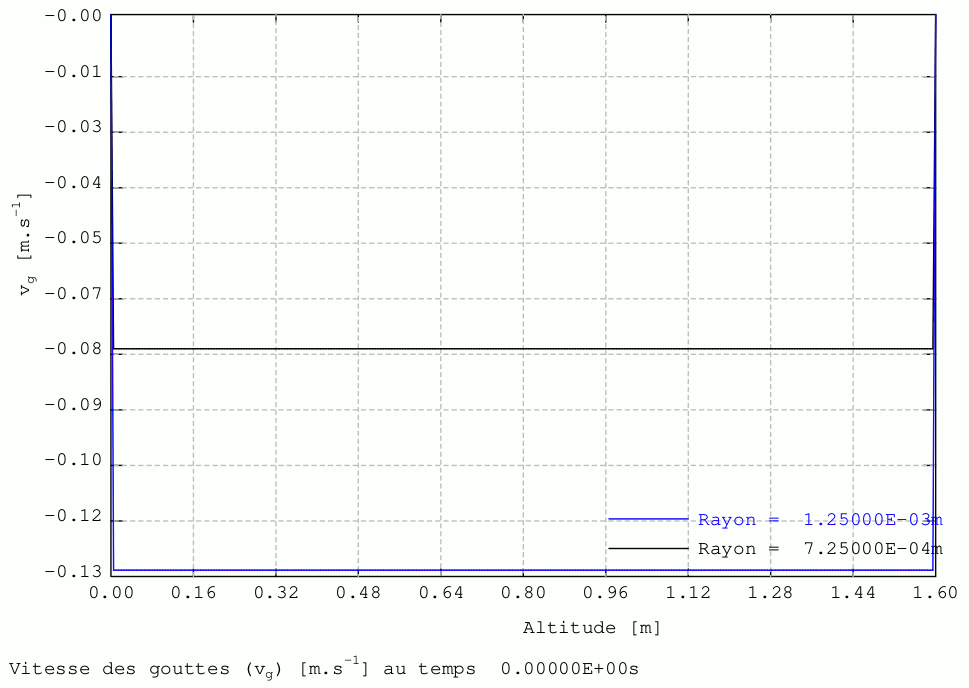 -0.00
-0.01
-0.03
-0.04
-0.05
-0.07
-0.08
-0.09
-0.10
-0.12
-0.13
v_g [m.s^-1]
Rayon = 1.25000E-03m
Rayon = 7.25000E-04m
0.00 0.16 0.32 0.48 0.64 0.80 0.96 1.12 1.28 1.44 1.60
Altitude [m]
Vitesse des gouttes (v_g) [m.s^-1] au temps 0.00000E+00s